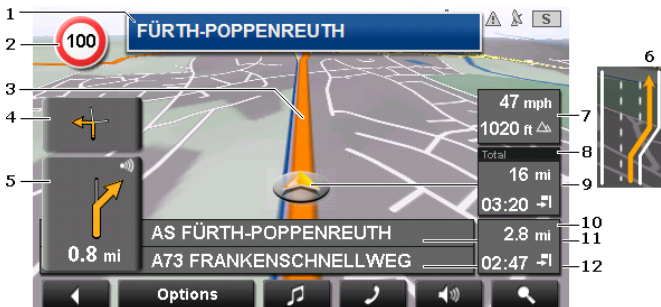 1
2
3
4
5
6
7
8
9
10
11
12
100
FÜRTH-POPPENREUTH
S
47 mph
1020 ft
Total
16 mi
03:20
0.8 mi
AS FÜRTH-POPPENREUTH
2.8 mi
A73 FRANKENSCHNELLWEG
02:47
Options